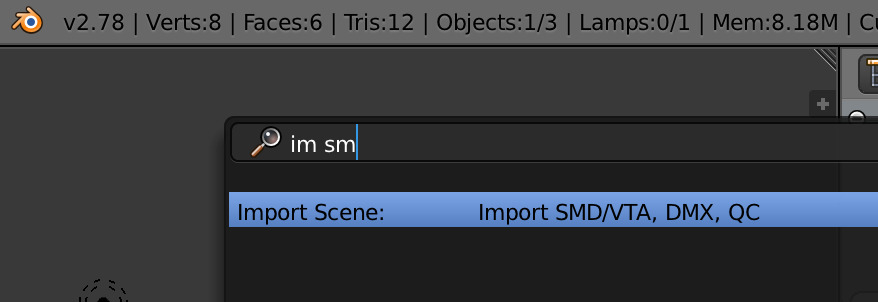 v2.78 | Verts:8 | Faces:6 | Tris:12 | Objects:1/3 | Lamps:0/1 | Mem:8.18M |
im sm
Import Scene: Import SMD/VTA, DMX, QC